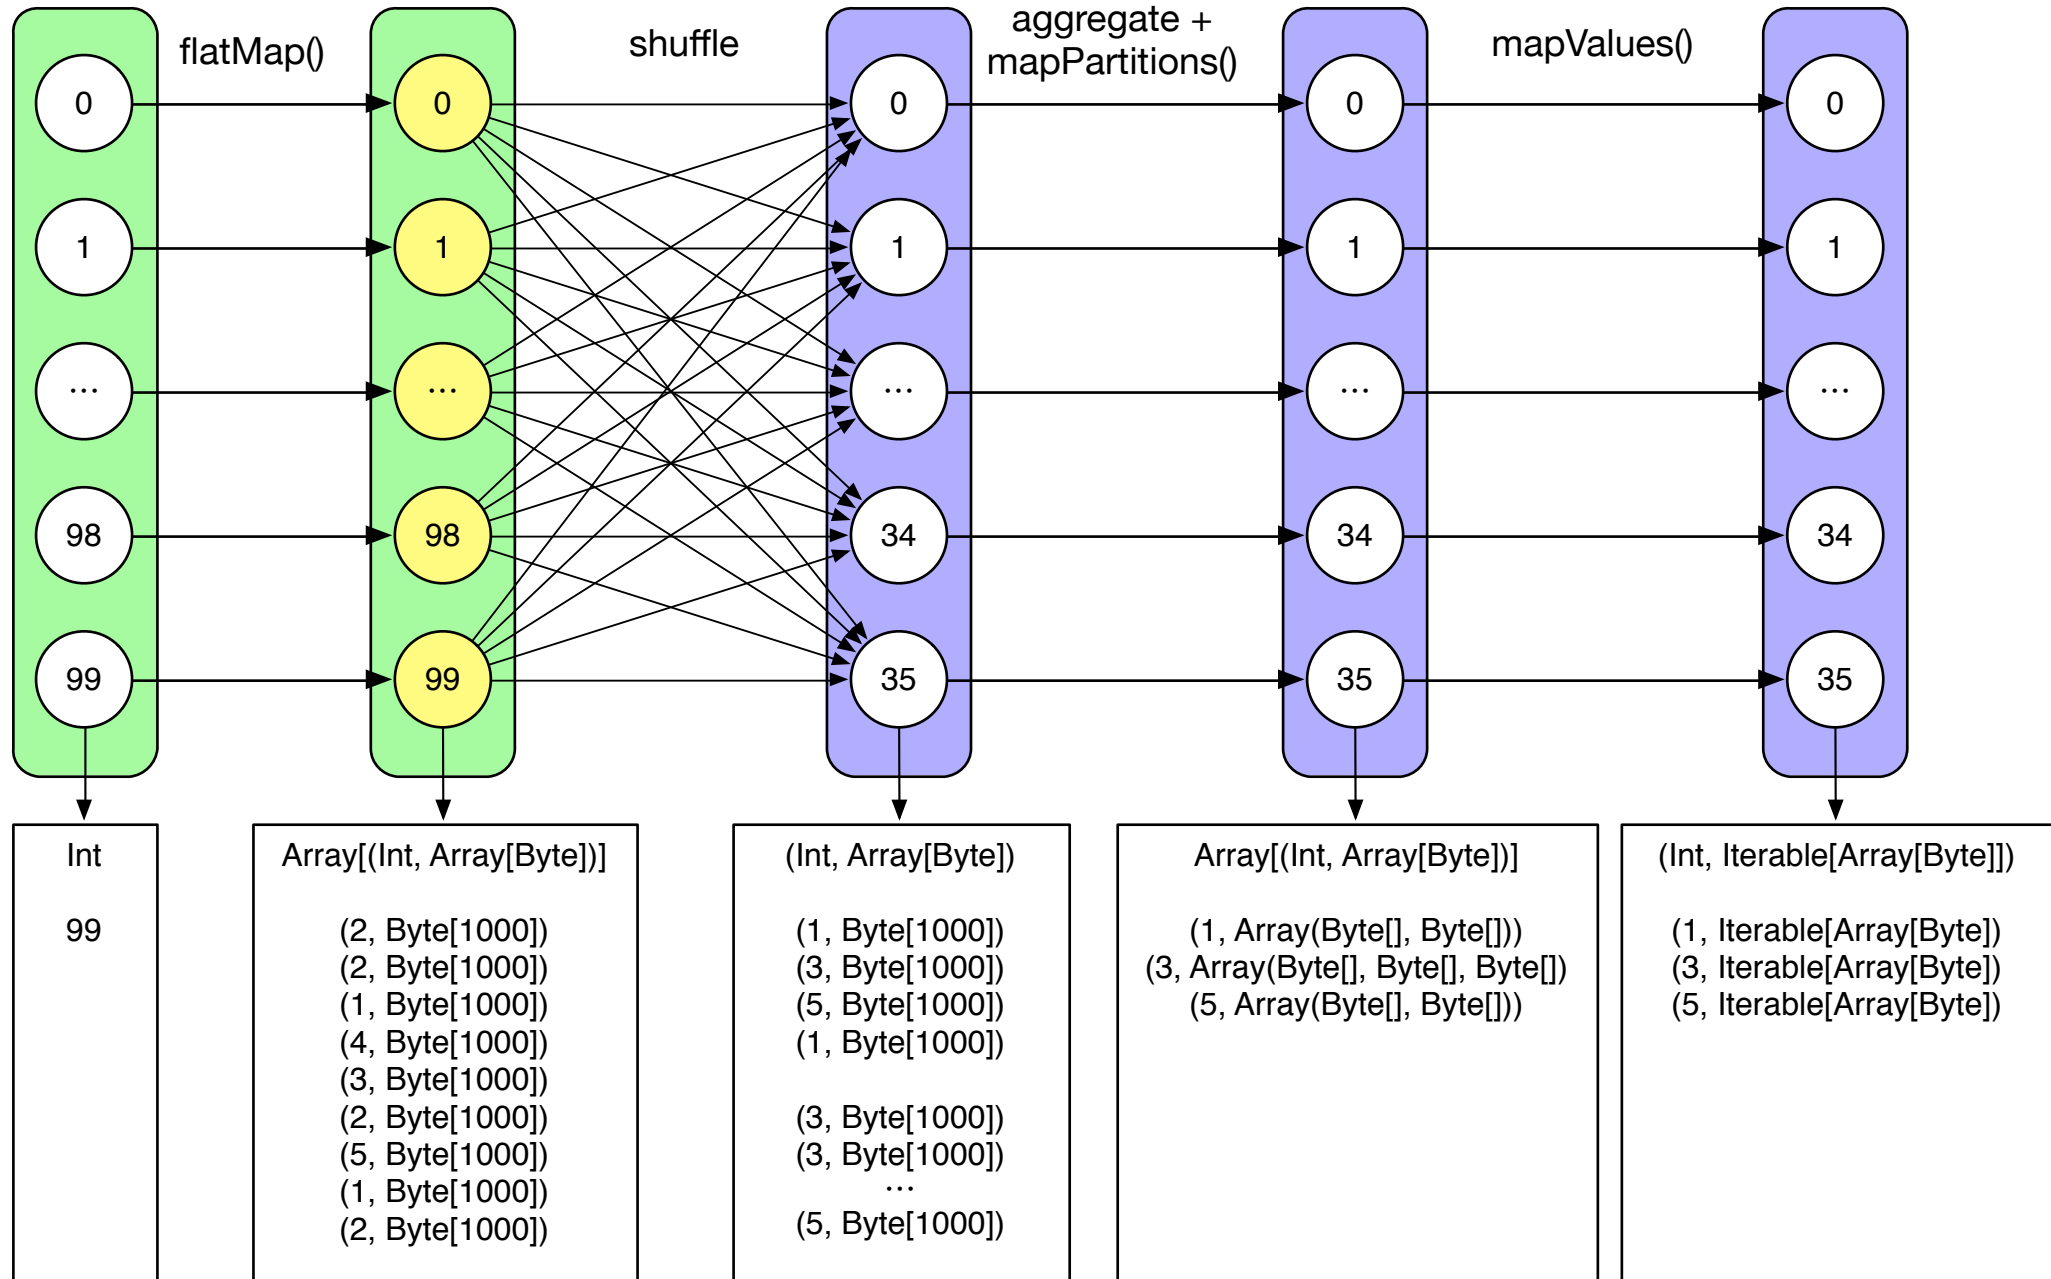 flatMap()
shuffle
aggregate +
mapPartitions()
mapValues()
0
0
0
0
0
1
1
1
1
1
...
...
...
...
...
98
98
34
34
34
99
99
35
35
35
Int
99
Array[(Int, Array[Byte])]
(2, Byte[1000])
(2, Byte[1000])
(1, Byte[1000])
(4, Byte[1000])
(3, Byte[1000])
(2, Byte[1000])
(5, Byte[1000])
(1, Byte[1000])
(2, Byte[1000])
(Int, Array[Byte])
(1, Byte[1000])
(3, Byte[1000])
(5, Byte[1000])
(1, Byte[1000])
(3, Byte[1000])
(3, Byte[1000])
...
(5, Byte[1000])
Array[(Int, Array[Byte])]
(1, Array(Byte[], Byte[]))
(3, Array(Byte[], Byte[], Byte[])
(5, Array(Byte[], Byte[]))
(Int, Iterable[Array[Byte]])
(1, Iterable[Array[Byte])
(3, Iterable[Array[Byte])
(5, Iterable[Array[Byte])